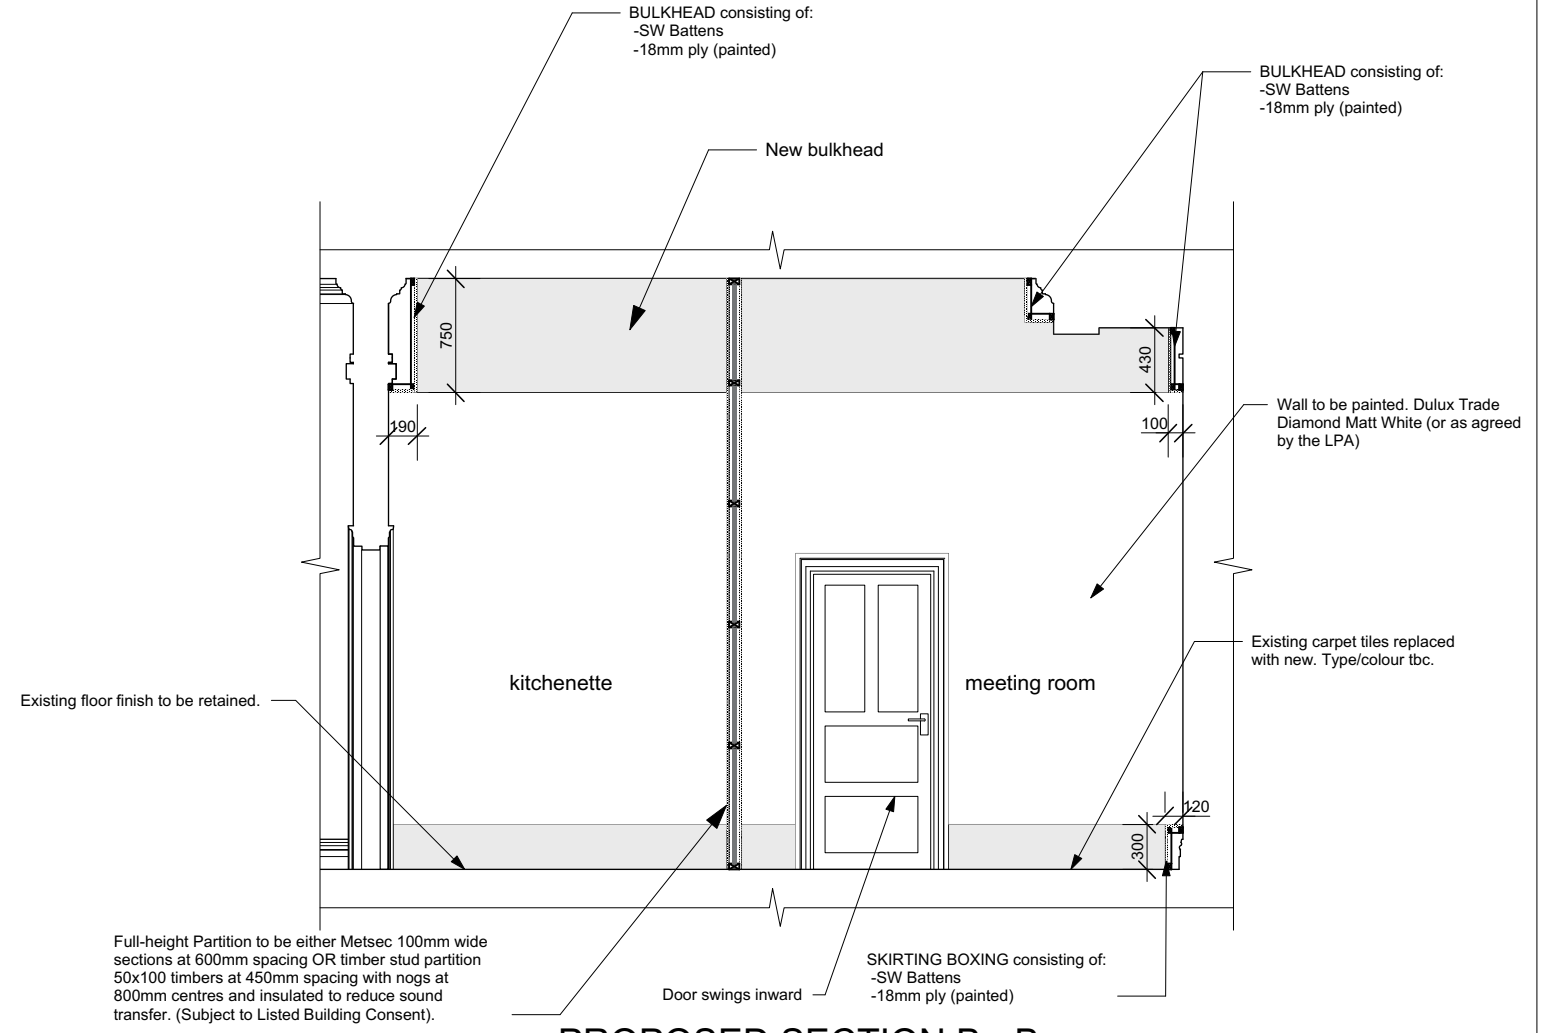 BULKHEAD consisting of:
-SW Battens
-18mm ply (painted)
BULKHEAD consisting of:
-SW Battens
-18mm ply (painted)
New bulkhead
750
430
190
100
Wall to be painted. Dulux Trade
Diamond Matt White (or as agreed
by the LPA)
Existing carpet tiles replaced
with new. Type/colour tbc.
kitchenette
meeting room
Existing floor finish to be retained.
120
300
Full-height Partition to be either Metsec 100mm wide
sections at 600mm spacing OR timber stud partition
50x100 timbers at 450mm spacing with nogs at
800mm centres and insulated to reduce sound
transfer. (Subject to Listed Building Consent).
Door swings inward
SKIRTING BOXING consisting of:
-SW Battens
-18mm ply (painted)
PROPOSED SECTION B - B